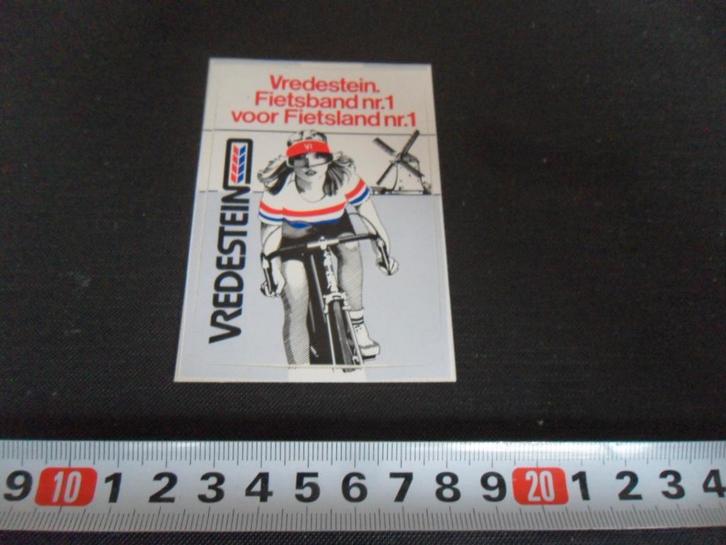 Vredestein.
Fietsband nr.1
voor Fietsland nr.1
VREDESTEIN
9 10 1 2 3 4 5 6 7 8 9 20 1 2 3 4